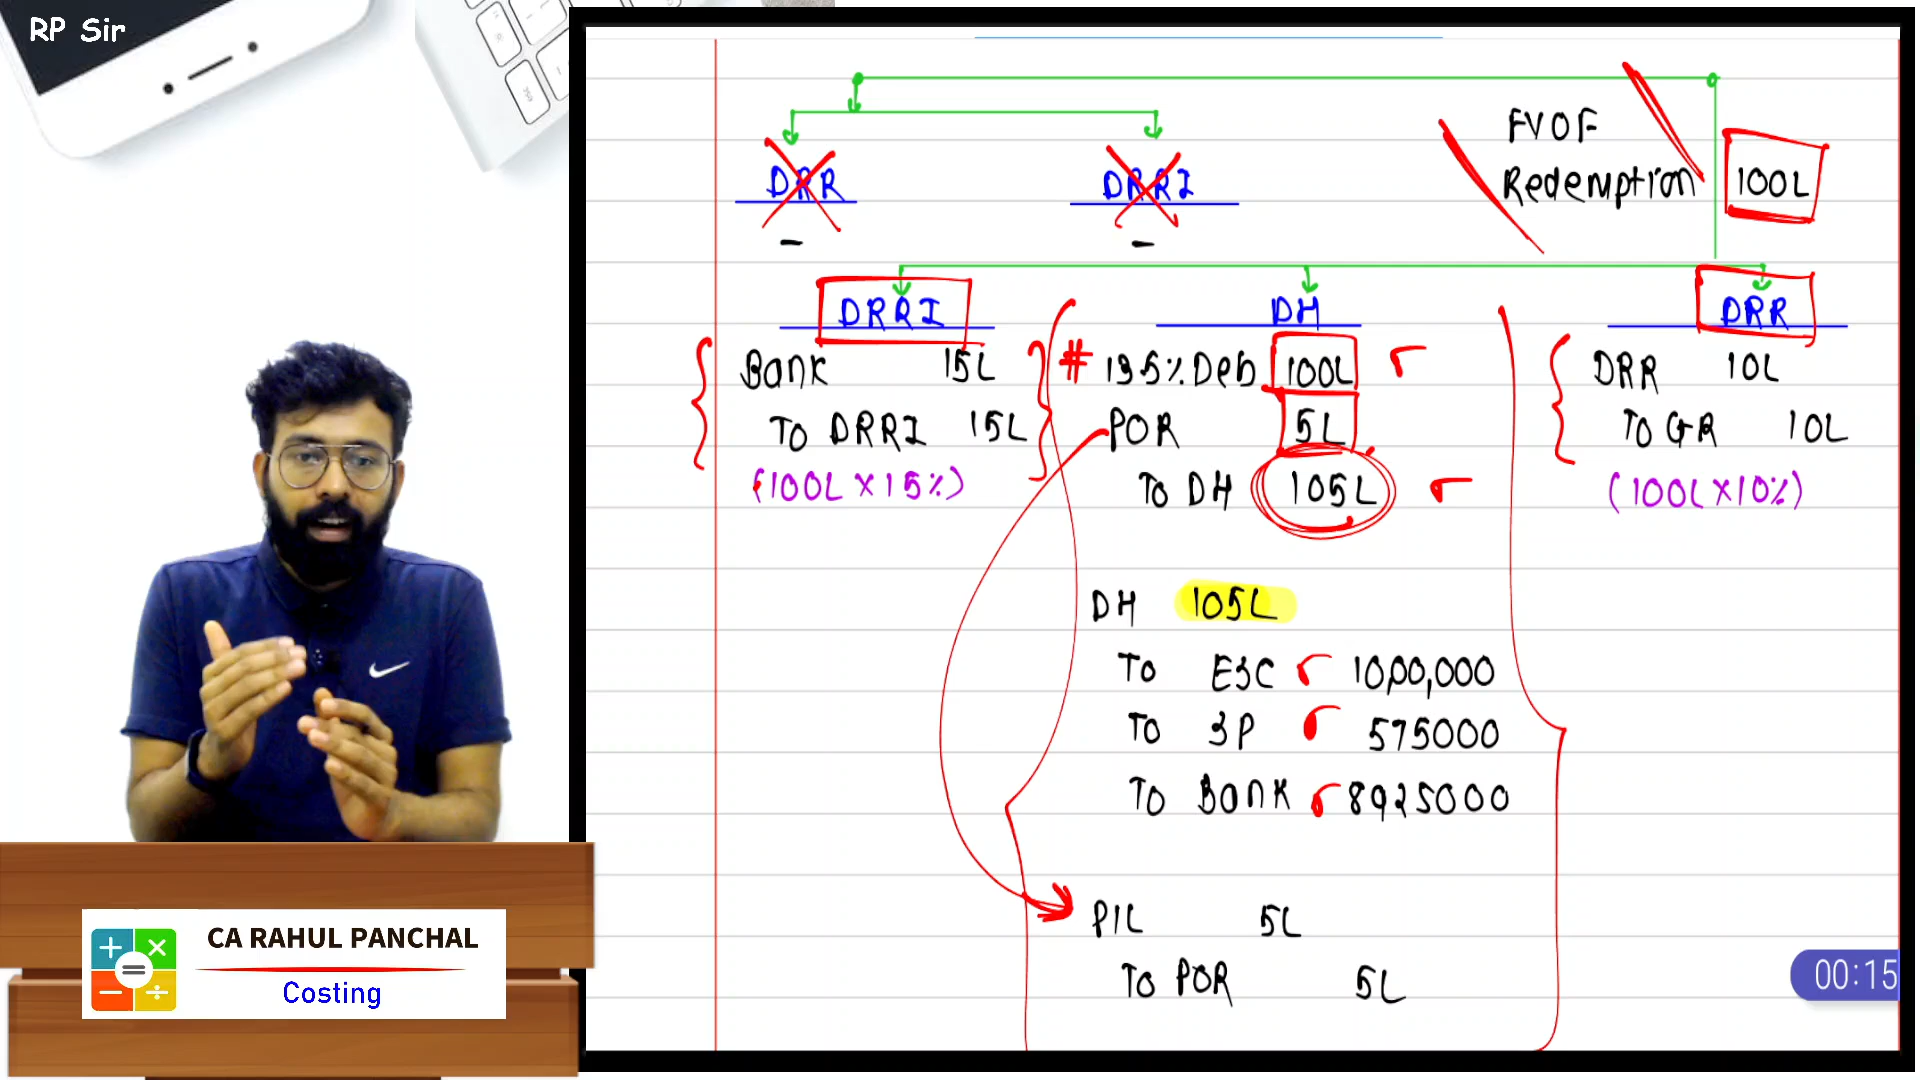 RP Sir
FVOF
Redemption 100L
DRR
DRRI
-
-
DRRI
DH
DRR
Bank 15L
To DRRI 15L
(100L x 15%)
# 13.5% Deb 100L
POR 5L
To DH 105L
DRR 10L
To GR 10L
(100L x 10%)
DH 105L
To ESC 10,00,000
To SP 575000
To Bank 8925000
P/L 5L
To POR 5L
+ ×
=
− ÷
CA RAHUL PANCHAL
Costing
00:15